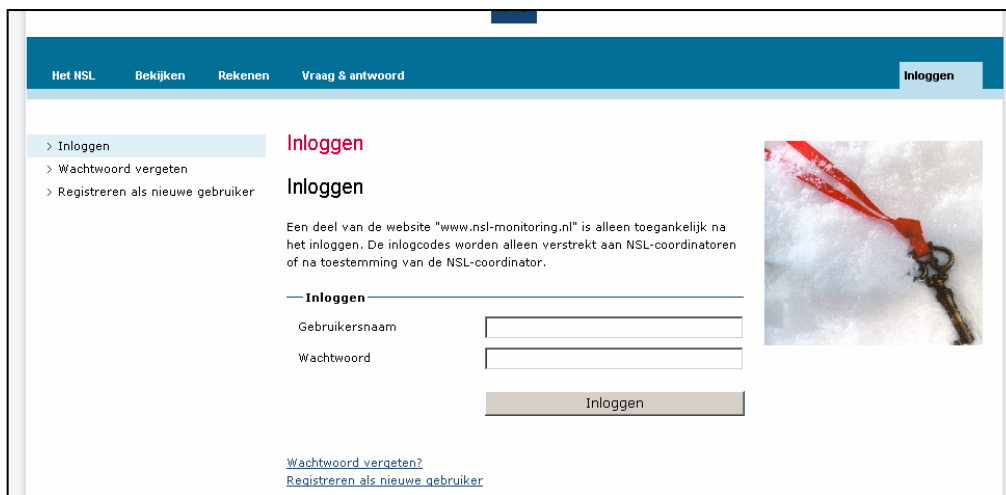 Het NSL Bekijken Rekenen Vraag & antwoord Inloggen
> Inloggen
> Wachtwoord vergeten
> Registreren als nieuwe gebruiker
Inloggen
Inloggen
Een deel van de website "www.nsl-monitoring.nl" is alleen toegankelijk na
het inloggen. De inlogcodes worden alleen verstrekt aan NSL-coordinatoren
of na toestemming van de NSL-coordinator.
Inloggen
Gebruikersnaam
Wachtwoord
Inloggen
Wachtwoord vergeten?
Registreren als nieuwe gebruiker